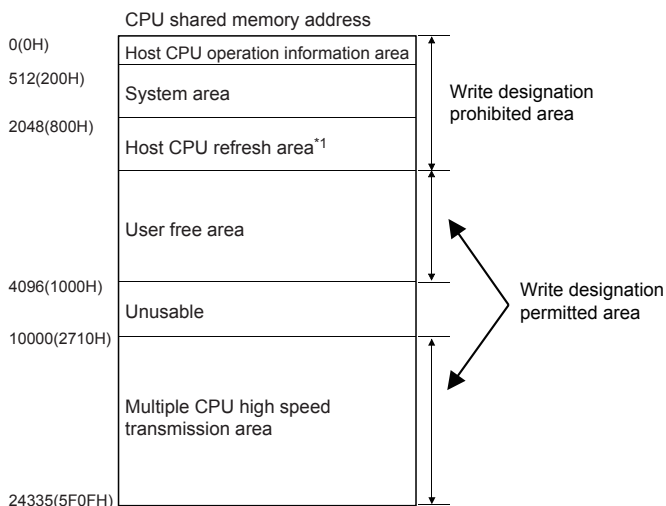 CPU shared memory address
0(0H)
Host CPU operation information area
512(200H)
System area
Write designation
prohibited area
2048(800H)
Host CPU refresh area*1
User free area
4096(1000H)
Unusable
Write designation
permitted area
10000(2710H)
Multiple CPU high speed
transmission area
24335(5F0FH)